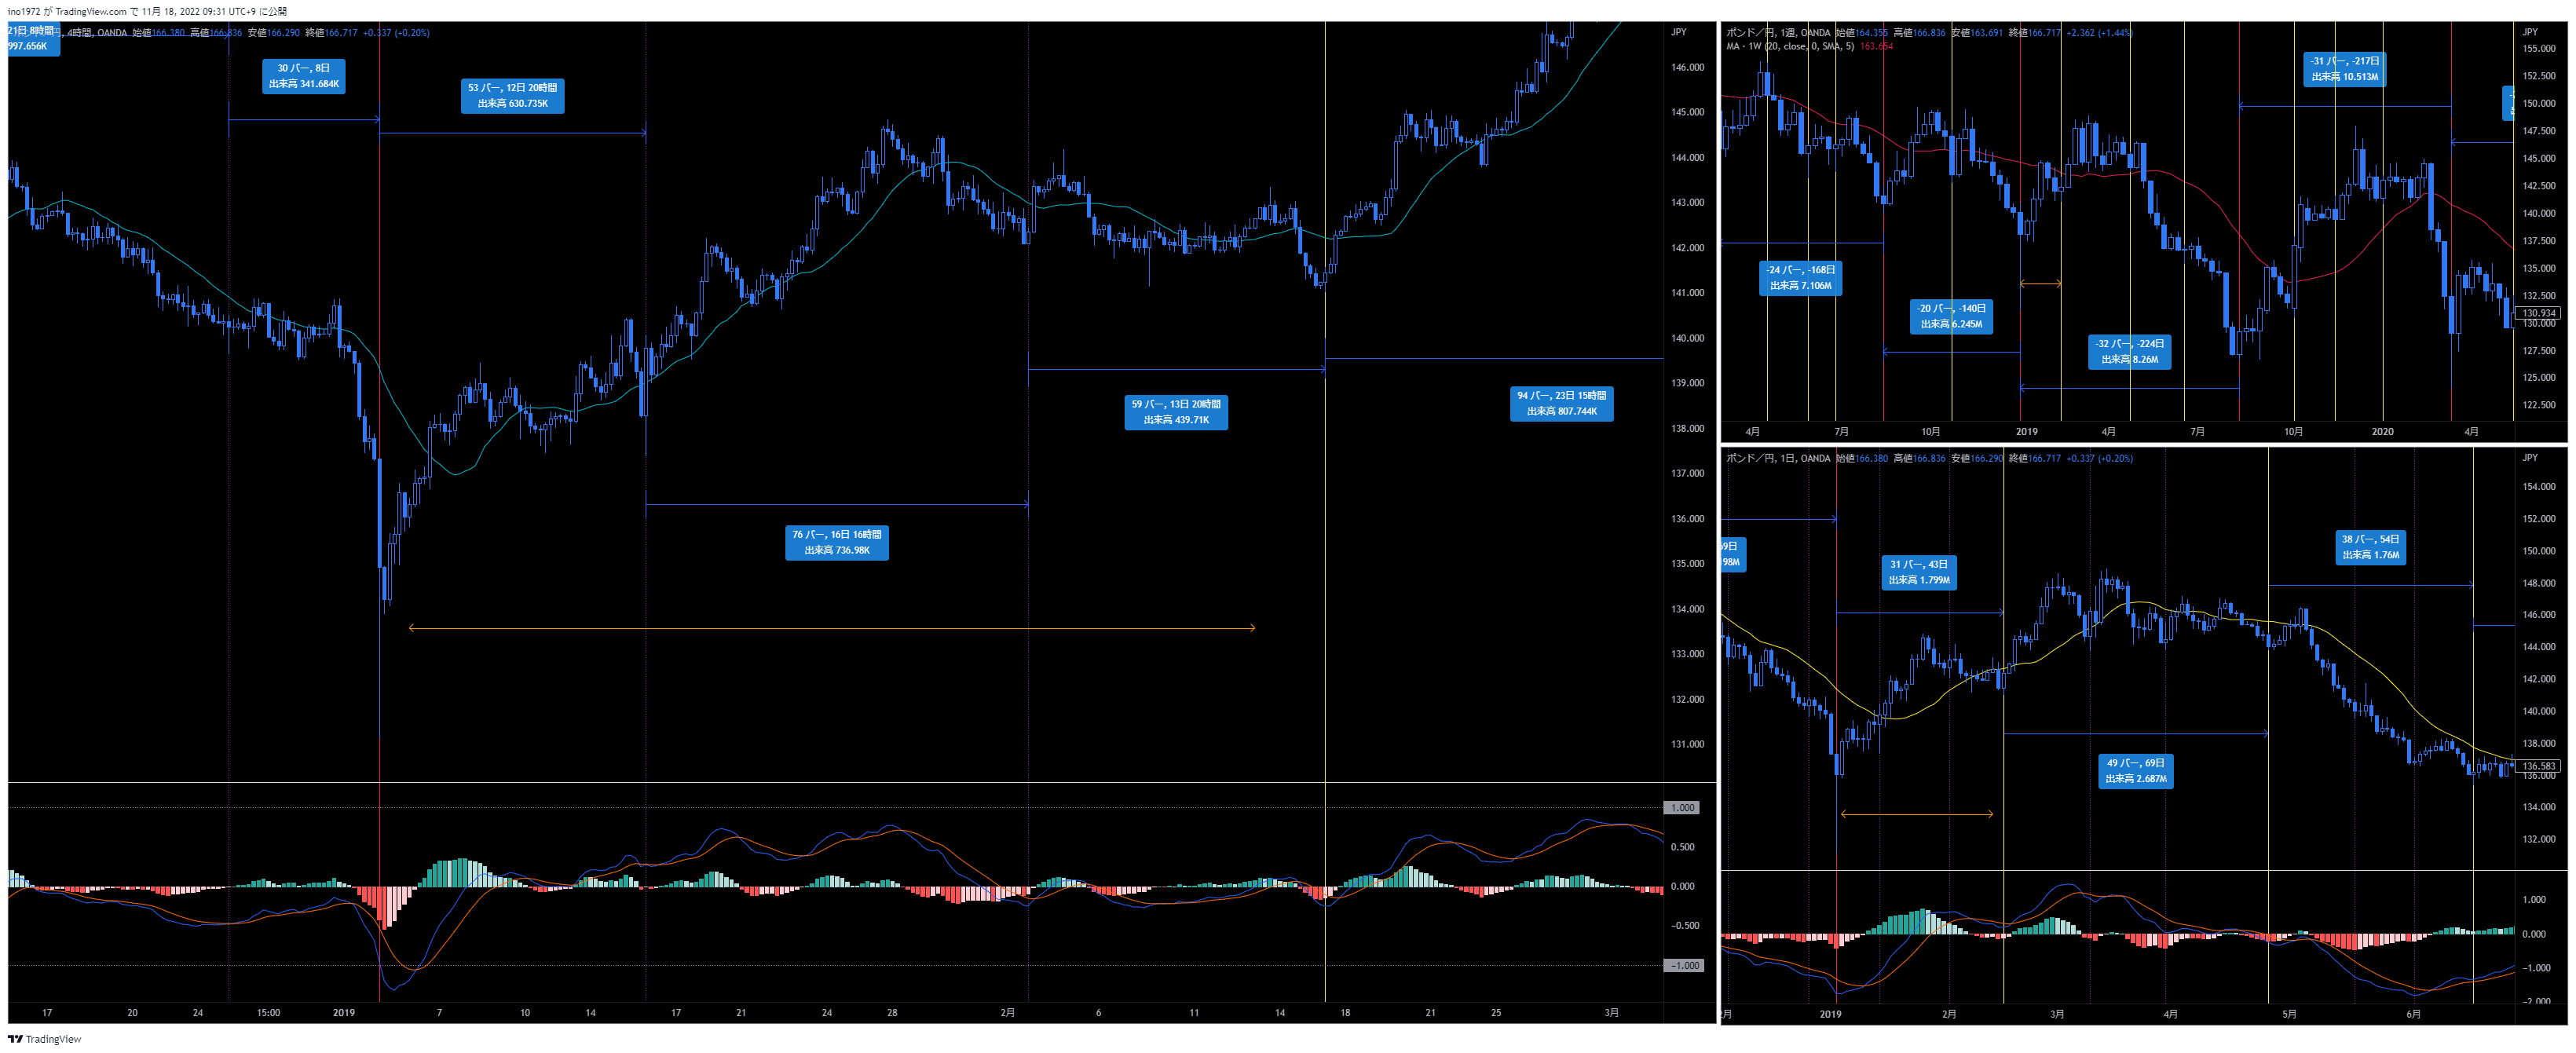 ino1972 が TradingView.com で 11月 18, 2022 09:31 UTC+9 に公開
21日 8時間
997.656K
円, 4時間, OANDA 始値166.380 高値166.836 安値166.290 終値166.717 +0.337 (+0.20%)
30 バー, 8日
出来高 341.684K
53 バー, 12日 20時間
出来高 630.735K
76 バー, 16日 16時間
出来高 736.98K
59 バー, 13日 20時間
出来高 439.71K
94 バー, 23日 15時間
出来高 807.744K
JPY
146.000
145.000
144.000
143.000
142.000
141.000
140.000
139.000
138.000
137.000
136.000
135.000
134.000
133.000
132.000
131.000
1.000
0.500
0.000
−0.500
−1.000
17 20 24 15:00 2019 7 10 14 17 21 24 28 2月 6 11 14 18 21 25 3月
ポンド／円, 1週, OANDA 始値164.355 高値166.836 安値163.691 終値166.717 +2.362 (+1.44%)
MA · 1W (20, close, 0, SMA, 5) 163.654
-31 バー, -217日
出来高 10.513M
-24 バー, -168日
出来高 7.106M
-20 バー, -140日
出来高 6.245M
-32 バー, -224日
出来高 8.26M
JPY
155.000
152.500
150.000
147.500
145.000
142.500
140.000
137.500
135.000
132.500
130.934
130.000
127.500
125.000
122.500
4月 7月 10月 2019 4月 7月 10月 2020 4月
ポンド／円, 1日, OANDA 始値166.380 高値166.836 安値166.290 終値166.717 +0.337 (+0.20%)
69日
198M
31 バー, 43日
出来高 1.799M
38 バー, 54日
出来高 1.76M
49 バー, 69日
出来高 2.687M
JPY
154.000
152.000
150.000
148.000
146.000
144.000
142.000
140.000
138.000
136.583
136.000
134.000
132.000
1.000
0.000
−1.000
−2.000
月 2019 2月 3月 4月 5月 6月
TradingView